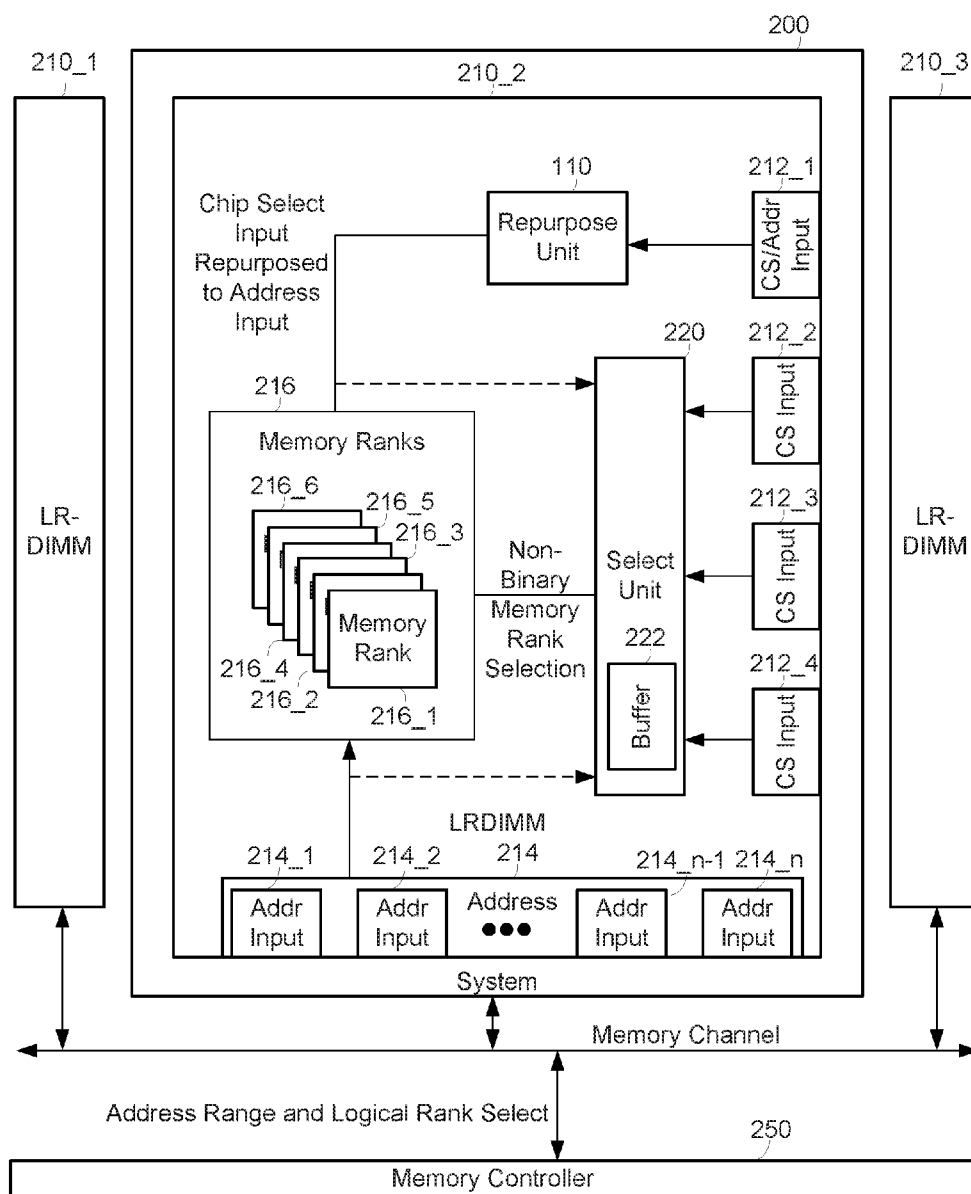 200
210_1
210_2
210_3
110
212_1
Chip Select
Input
Repurposed
to Address
Input
Repurpose
Unit
CS/Addr
Input
220
212_2
CS Input
216
Memory Ranks
216_6
216_5
216_3
Memory
Rank
216_4
216_2
216_1
Non-
Binary
Memory
Rank
Selection
Select
Unit
222
Buffer
212_3
CS Input
212_4
CS Input
LR-
DIMM
LR-
DIMM
LRDIMM
214_1
214_2
214
214_n-1
214_n
Addr
Input
Addr
Input
Address
Addr
Input
Addr
Input
System
Memory Channel
Address Range and Logical Rank Select
250
Memory Controller